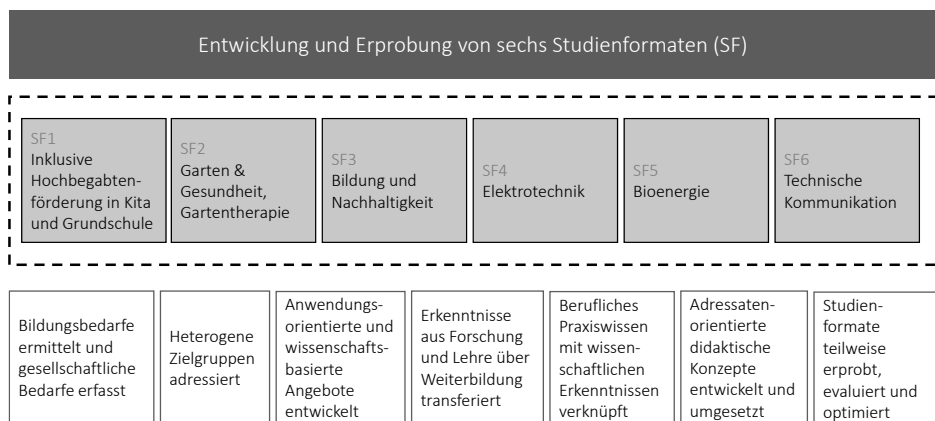 Entwicklung und Erprobung von sechs Studienformaten (SF)
SF1
Inklusive
Hochbegabten-
förderung in Kita
und Grundschule
SF2
Garten &
Gesundheit,
Gartentherapie
SF3
Bildung und
Nachhaltigkeit
SF4
Elektrotechnik
SF5
Bioenergie
SF6
Technische
Kommunikation
Bildungsbedarfe
ermittelt und
gesellschaftliche
Bedarfe erfasst
Heterogene
Zielgruppen
adressiert
Anwendungs-
orientierte und
wissenschafts-
basierte
Angebote
entwickelt
Erkenntnisse
aus Forschung
und Lehre über
Weiterbildung
transferiert
Berufliches
Praxiswissen
mit wissen-
schaftlichen
Erkenntnissen
verknüpft
Adressaten-
orientierte
didaktische
Konzepte
entwickelt und
umgesetzt
Studien-
formate
teilweise
erprobt,
evaluiert und
optimiert